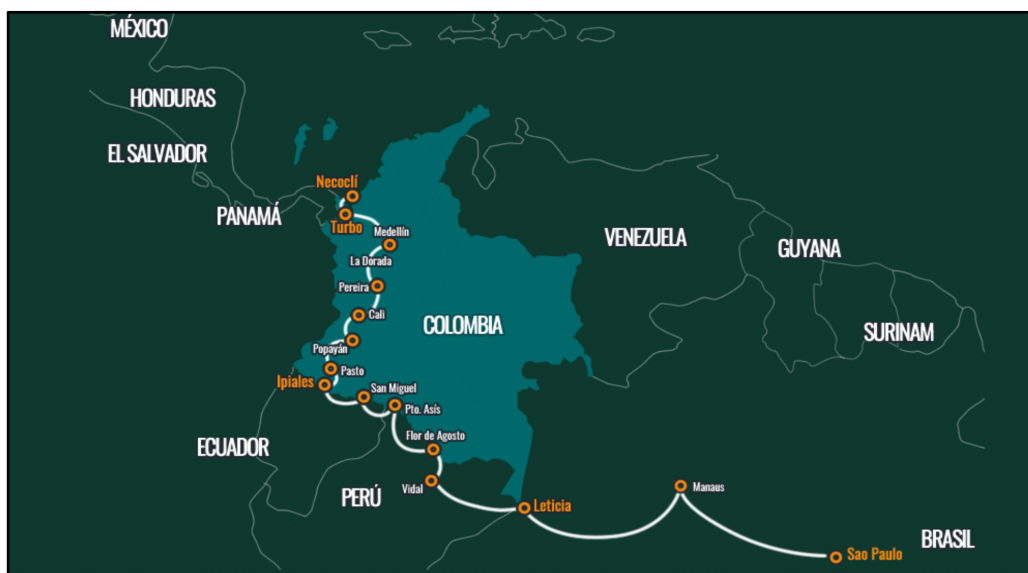 MÉXICO
HONDURAS
EL SALVADOR
Necoclí
PANAMÁ
Turbo
Medellín
VENEZUELA
GUYANA
La Dorada
Pereira
Cali
COLOMBIA
SURINAM
Popayán
Pasto
Ipiales
San Miguel
Pto. Asís
ECUADOR
Flor de Agosto
Vidal
PERÚ
Manaus
Leticia
BRASIL
Sao Paulo